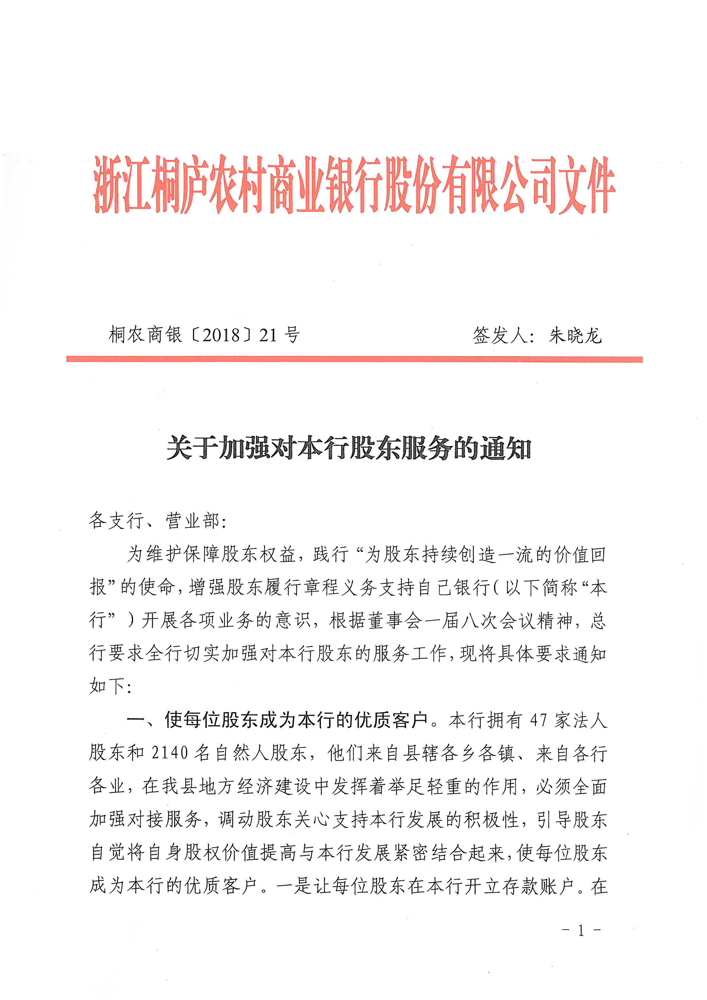 浙江桐庐农村商业银行股份有限公司文件
桐农商银〔2018〕21 号 签发人：朱晓龙
关于加强对本行股东服务的通知
各支行、营业部：
为维护保障股东权益，践行“为股东持续创造一流的价值回
报”的使命，增强股东履行章程义务支持自己银行（以下简称“本
行”）开展各项业务的意识，根据董事会一届八次会议精神，总
行要求全行切实加强对本行股东的服务工作，现将具体要求通知
如下：
一、使每位股东成为本行的优质客户。本行拥有 47 家法人
股东和 2140 名自然人股东，他们来自县辖各乡各镇、来自各行
各业，在我县地方经济建设中发挥着举足轻重的作用，必须全面
加强对接服务，调动股东关心支持本行发展的积极性，引导股东
自觉将自身股权价值提高与本行发展紧密结合起来，使每位股东
成为本行的优质客户。一是让每位股东在本行开立存款账户。在
- 1 -